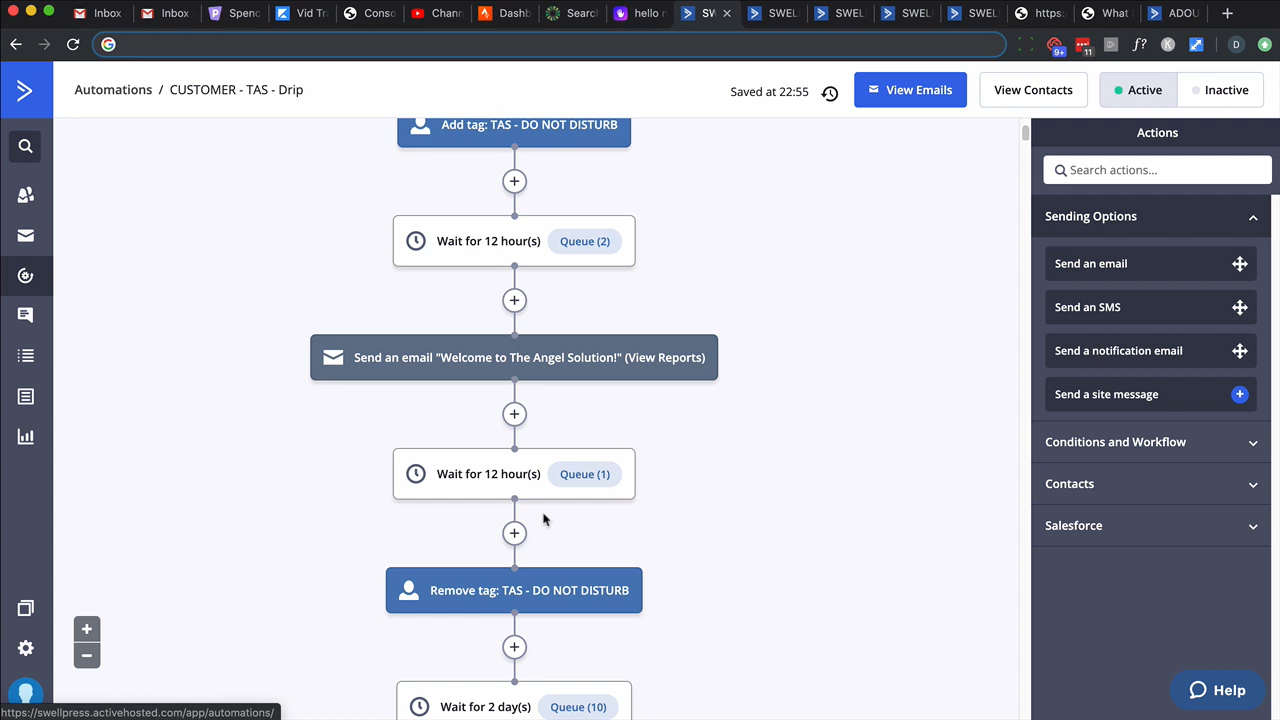 Inbox
Inbox
Spenc
Vid Tr
Conso
Chann
Dashb
Search
hello r
SW
SWEL
SWEL
SWEL
SWEL
https:
What
ADOU
f?
9+
11
K
D
Automations / CUSTOMER - TAS - Drip
Saved at 22:55
View Emails
View Contacts
Active
Inactive
Add tag: TAS - DO NOT DISTURB
Wait for 12 hour(s) Queue (2)
Send an email "Welcome to The Angel Solution!" (View Reports)
Wait for 12 hour(s) Queue (1)
Remove tag: TAS - DO NOT DISTURB
Wait for 2 day(s) Queue (10)
Actions
Search actions...
Sending Options
Send an email
Send an SMS
Send a notification email
Send a site message
Conditions and Workflow
Contacts
Salesforce
Help
https://swellpress.activehosted.com/app/automations/